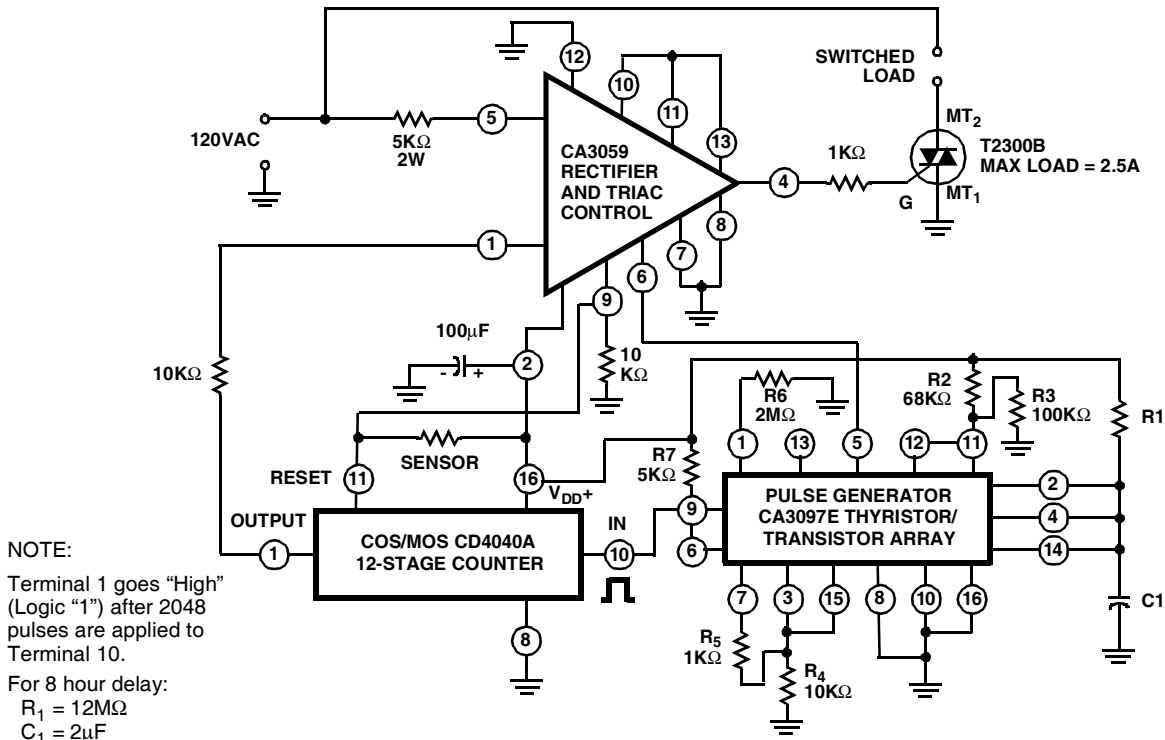 12
10
11
13
SWITCHED
LOAD
MT2
T2300B
MAX LOAD = 2.5A
MT1
G
120VAC
5KΩ
2W
5
CA3059
RECTIFIER
AND TRIAC
CONTROL
4
1KΩ
1
8
7
6
9
100μF
- +
2
10
KΩ
10KΩ
R2
68KΩ
R3
100KΩ
R1
R6
2MΩ
1
13
5
12
11
R7
5KΩ
SENSOR
RESET
11
16
VDD+
OUTPUT
1
COS/MOS CD4040A
12-STAGE COUNTER
IN
10
9
6
PULSE GENERATOR
CA3097E THYRISTOR/
TRANSISTOR ARRAY
2
4
14
C1
7
3
15
8
10
16
R5
1KΩ
R4
10KΩ
8
NOTE:
Terminal 1 goes “High”
(Logic “1”) after 2048
pulses are applied to
Terminal 10.
For 8 hour delay:
R1 = 12MΩ
C1 = 2μF